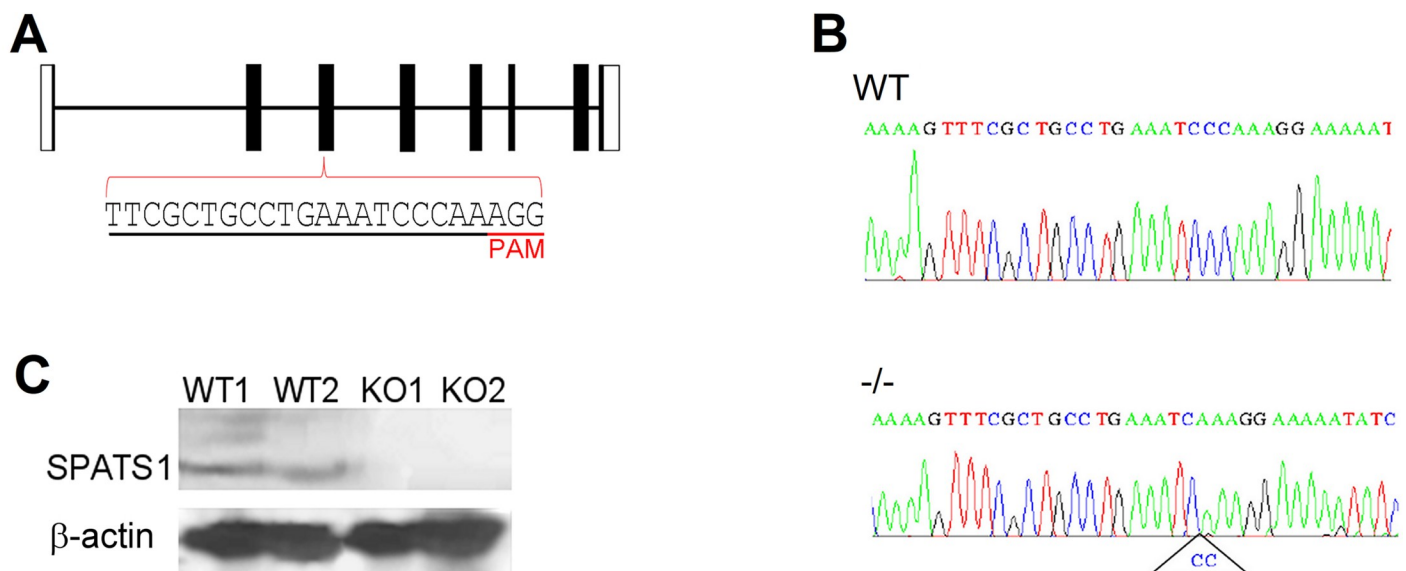 A
TTCGCTGCCTGAAATCCCAAAGG
PAM
B
WT
AAAAGTTTCGCTGCCTGAAATCCCAAAGGAAAAAT
-/-
AAAAGTTTCGCTGCCTGAAATCAAAGGAAAAATATC
CC
C
WT1 WT2 KO1 KO2
SPATS1
β-actin